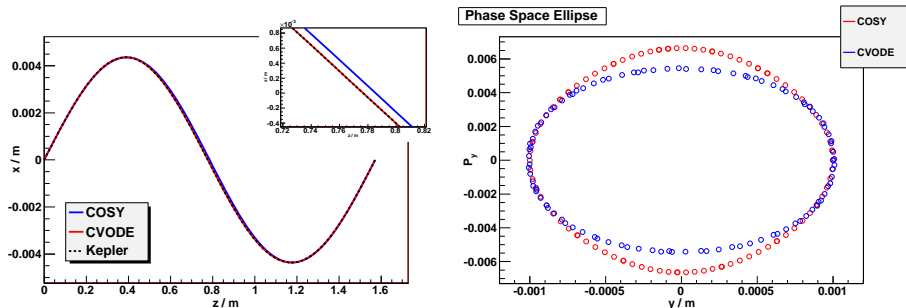 ×10⁻³
0.8
0.6
0.4
0.2
0
-0.2
-0.4
0.72 0.74 0.76 0.78 0.8 0.82
z / m
x / m
0.004
0.002
0
-0.002
-0.004
COSY
CVODE
Kepler
0 0.2 0.4 0.6 0.8 1 1.2 1.4 1.6
z / m
Phase Space Ellipse
COSY
CVODE
P_y
0.006
0.004
0.002
0
-0.002
-0.004
-0.006
-0.001 -0.0005 0 0.0005 0.001
y / m